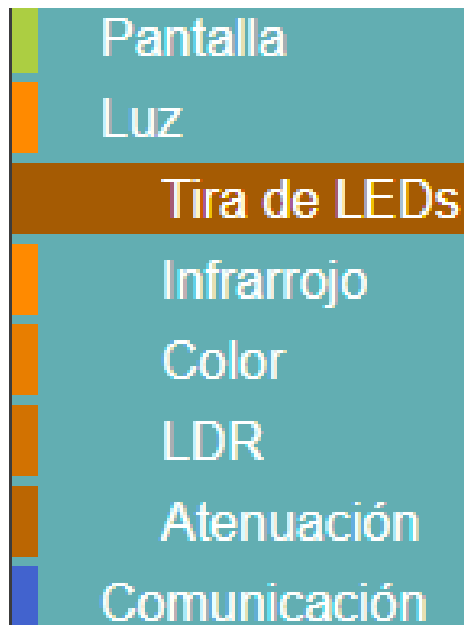 Pantalla
Luz
Tira de LEDs
Infrarrojo
Color
LDR
Atenuación
Comunicación